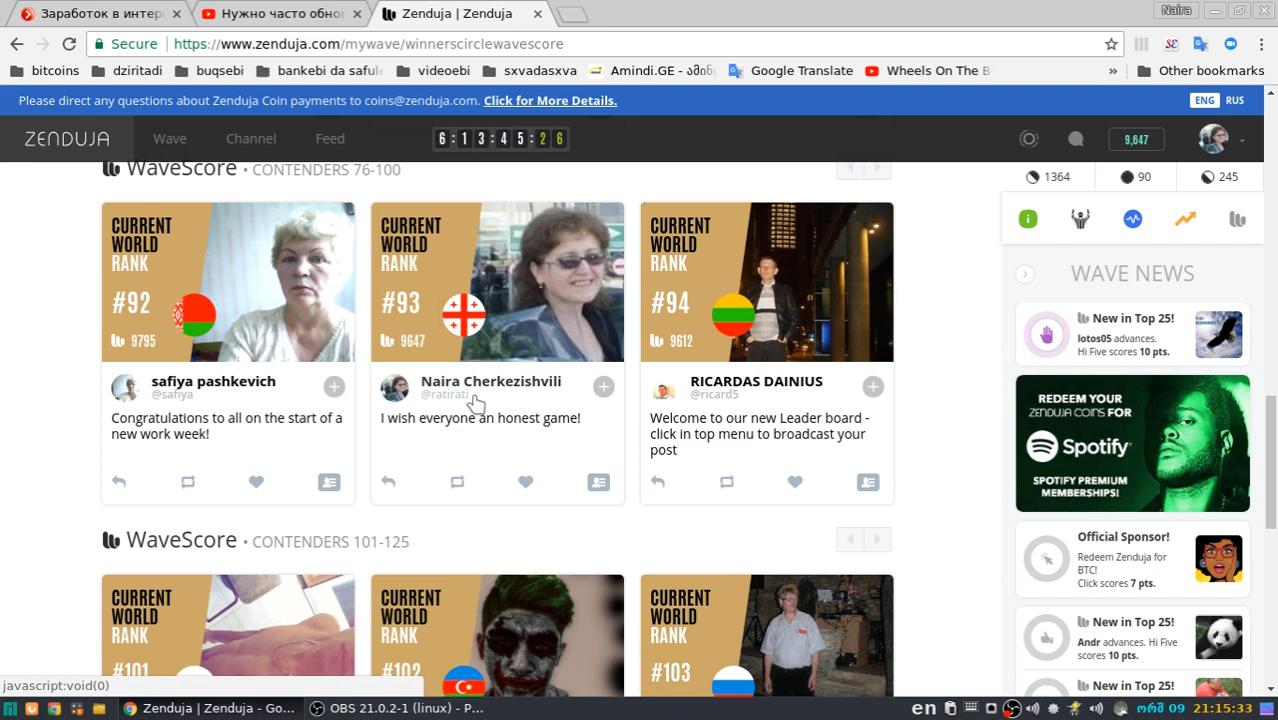 Заработок в интер
Нужно часто обнов
Zenduja | Zenduja
Naira
Secure
https://www.zenduja.com/mywave/winnerscirclewavescore
bitcoins
dziritadi
buqsebi
bankebi da safule
videoebi
sxvadasxva
Amindi.GE - ამინდ
Google Translate
Wheels On The B
» Other bookmarks
Please direct any questions about Zenduja Coin payments to coins@zenduja.com. Click for More Details.
ENG RUS
ZENDUJA
Wave
Channel
Feed
6:13:45:26
9,647
WaveScore • CONTENDERS 76-100
1364 90 245
CURRENT
WORLD
RANK
#92
9795
safiya pashkevich
@safiya
Congratulations to all on the start of a
new work week!
CURRENT
WORLD
RANK
#93
9647
Naira Cherkezishvili
@ratirati
I wish everyone an honest game!
CURRENT
WORLD
RANK
#94
9612
RICARDAS DAINIUS
@ricard5
Welcome to our new Leader board -
click in top menu to broadcast your
post
WAVE NEWS
New in Top 25!
lotos05 advances.
Hi Five scores 10 pts.
REDEEM YOUR
ZENDUJA COINS FOR
Spotify
SPOTIFY PREMIUM
MEMBERSHIPS!
Official Sponsor!
Redeem Zenduja for
BTC!
Click scores 7 pts.
New in Top 25!
Andr advances. Hi Five
scores 10 pts.
New in Top 25!
WaveScore • CONTENDERS 101-125
CURRENT
WORLD
RANK
#101
CURRENT
WORLD
RANK
#102
CURRENT
WORLD
RANK
#103
javascript:void(0)
Zenduja | Zenduja - Go...
OBS 21.0.2-1 (linux) - P...
en
ორშ 09
21:15:33